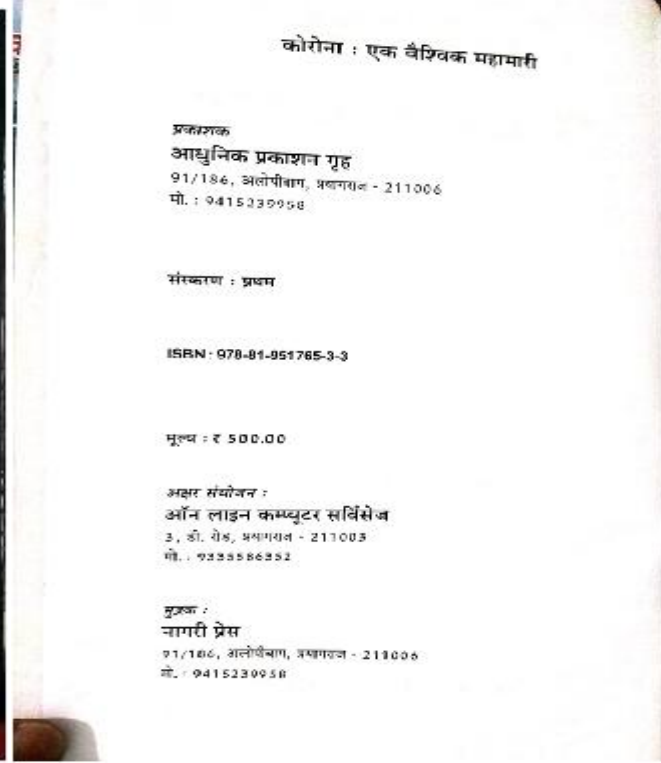 कोरोना : एक वैश्विक महामारी
प्रकाशक
आधुनिक प्रकाशन गृह
91/186, अलोपीबाग, प्रयागराज - 211006
मो. : 9415239958
संस्करण : प्रथम
ISBN : 978-81-951765-3-3
मूल्य : ₹ 500.00
अक्षर संयोजन :
ऑन लाइन कम्प्यूटर सर्विसेज
3, डी. रोड, प्रयागराज - 211003
मो. : 9335586352
मुद्रक :
नागरी प्रेस
91/186, अलोपीबाग, प्रयागराज - 211006
मो. : 9415239958